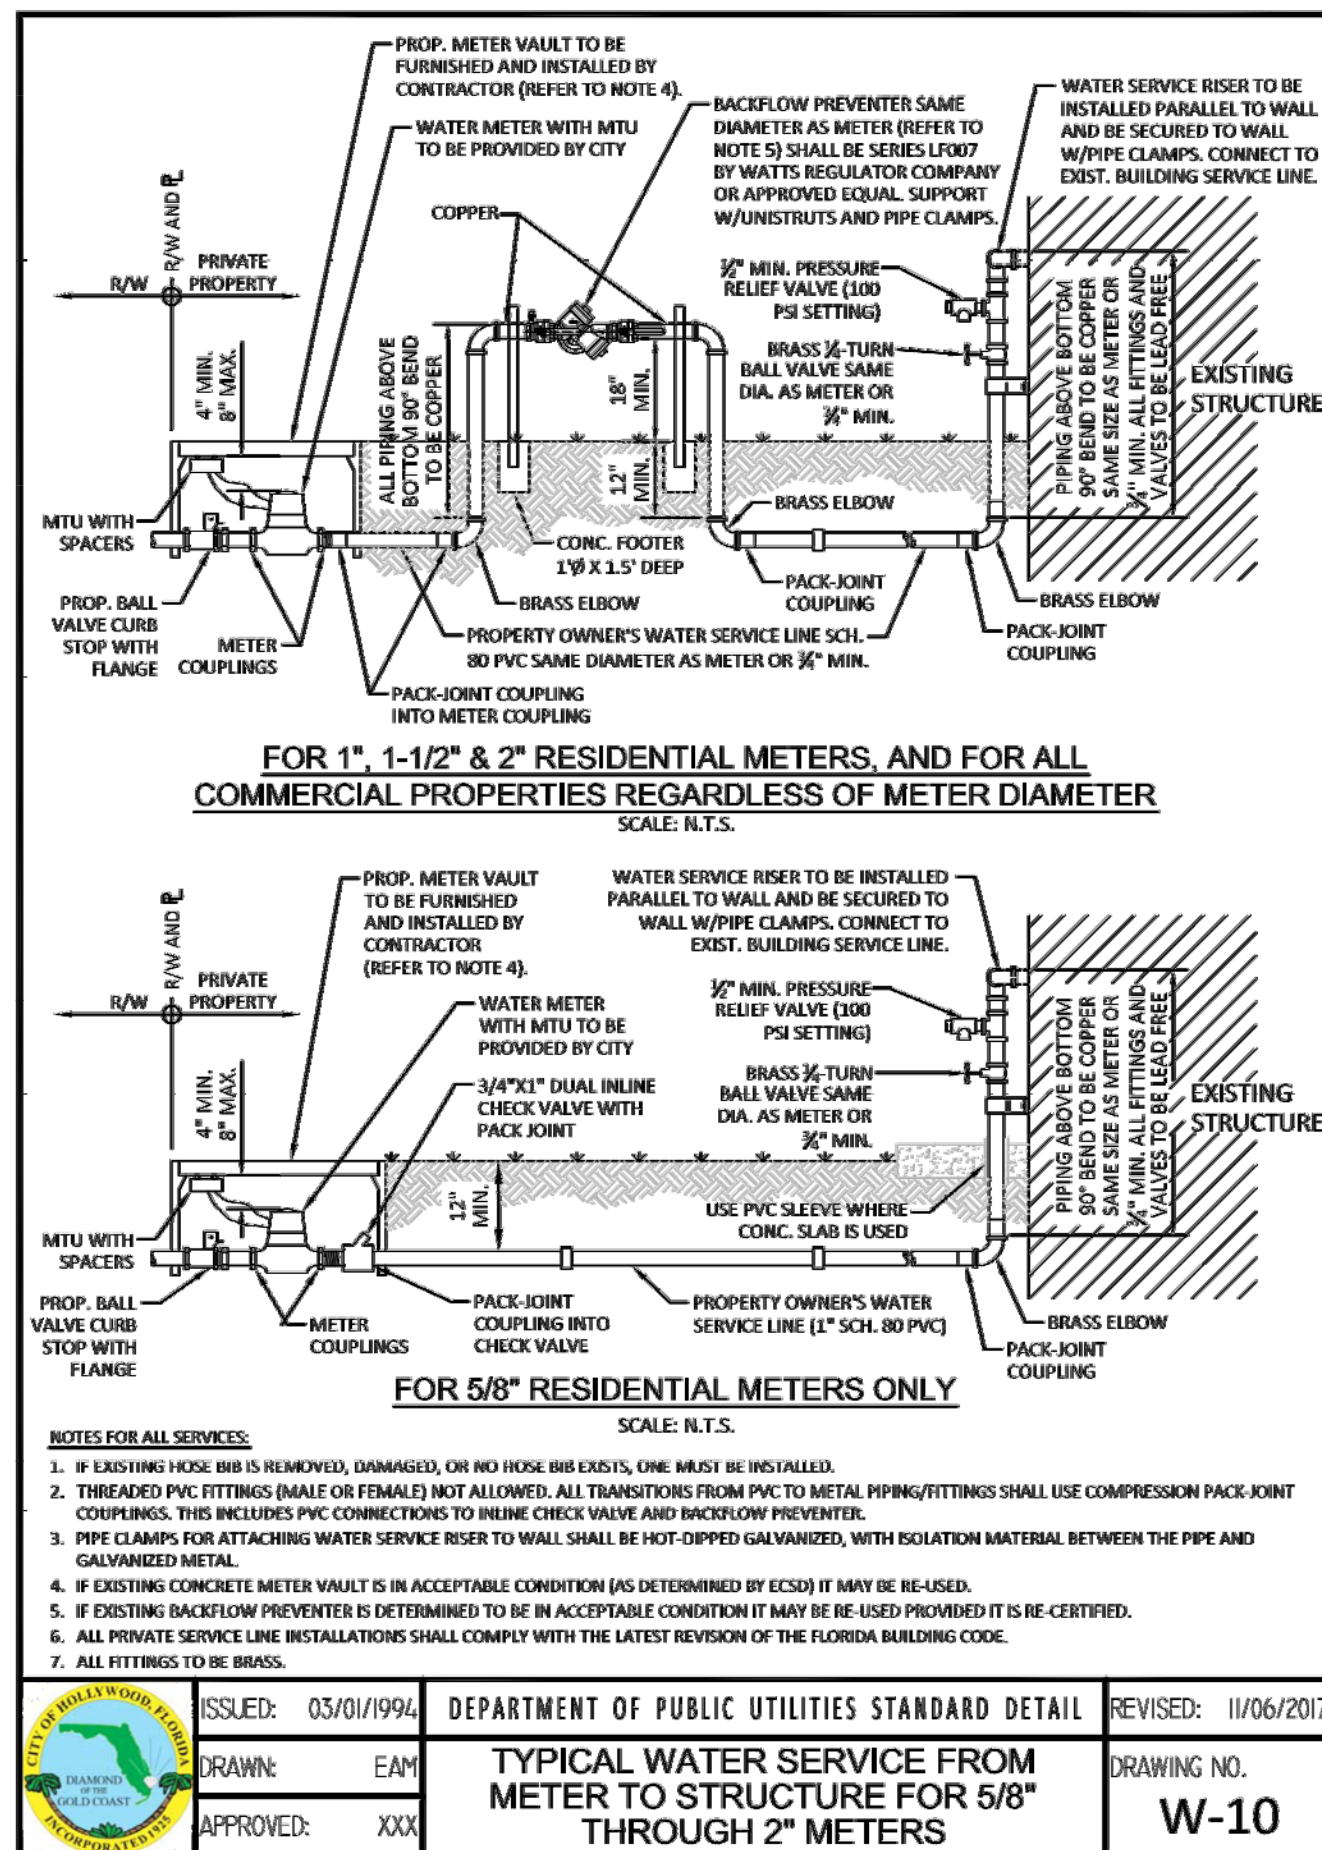 PROP. METER VAULT TO BE
FURNISHED AND INSTALLED BY
CONTRACTOR (REFER TO NOTE 4).
WATER METER WITH MTU
TO BE PROVIDED BY CITY
BACKFLOW PREVENTER SAME
DIAMETER AS METER (REFER TO
NOTE 5) SHALL BE SERIES LF007
BY WATTS REGULATOR COMPANY
OR APPROVED EQUAL. SUPPORT
W/UNISTRUTS AND PIPE CLAMPS.
WATER SERVICE RISER TO BE
INSTALLED PARALLEL TO WALL
AND BE SECURED TO WALL
W/PIPE CLAMPS. CONNECT TO
EXIST. BUILDING SERVICE LINE.
R/W AND PL
R/W
PRIVATE
PROPERTY
COPPER
½" MIN. PRESSURE
RELIEF VALVE (100
PSI SETTING)
BRASS ¼-TURN
BALL VALVE SAME
DIA. AS METER OR
¾" MIN.
4" MIN.
8" MAX.
ALL PIPING ABOVE
BOTTOM 90° BEND
TO BE COPPER
18"
MIN.
12"
MIN.
PIPING ABOVE BOTTOM
90° BEND TO BE COPPER
SAME SIZE AS METER OR
¾" MIN. ALL FITTINGS AND
VALVES TO BE LEAD FREE
EXISTING
STRUCTURE
MTU WITH
SPACERS
CONC. FOOTER
1'Ø X 1.5' DEEP
BRASS ELBOW
BRASS ELBOW
PACK-JOINT
COUPLING
BRASS ELBOW
PACK-JOINT
COUPLING
PROP. BALL
VALVE CURB
STOP WITH
FLANGE
METER
COUPLINGS
PROPERTY OWNER'S WATER SERVICE LINE SCH.
80 PVC SAME DIAMETER AS METER OR ¾" MIN.
PACK-JOINT COUPLING
INTO METER COUPLING
FOR 1", 1-1/2" & 2" RESIDENTIAL METERS, AND FOR ALL
COMMERCIAL PROPERTIES REGARDLESS OF METER DIAMETER
SCALE: N.T.S.
PROP. METER VAULT
TO BE FURNISHED
AND INSTALLED BY
CONTRACTOR
(REFER TO NOTE 4).
WATER SERVICE RISER TO BE INSTALLED
PARALLEL TO WALL AND BE SECURED TO
WALL W/PIPE CLAMPS. CONNECT TO
EXIST. BUILDING SERVICE LINE.
R/W AND PL
R/W
PRIVATE
PROPERTY
WATER METER
WITH MTU TO BE
PROVIDED BY CITY
3/4"X1" DUAL INLINE
CHECK VALVE WITH
PACK JOINT
½" MIN. PRESSURE
RELIEF VALVE (100
PSI SETTING)
BRASS ¼-TURN
BALL VALVE SAME
DIA. AS METER OR
¾" MIN.
4" MIN.
8" MAX.
12"
MIN.
USE PVC SLEEVE WHERE
CONC. SLAB IS USED
PIPING ABOVE BOTTOM
90° BEND TO BE COPPER
SAME SIZE AS METER OR
¾" MIN. ALL FITTINGS AND
VALVES TO BE LEAD FREE
EXISTING
STRUCTURE
MTU WITH
SPACERS
PROP. BALL
VALVE CURB
STOP WITH
FLANGE
METER
COUPLINGS
PACK-JOINT
COUPLING INTO
CHECK VALVE
PROPERTY OWNER'S WATER
SERVICE LINE (1" SCH. 80 PVC)
BRASS ELBOW
PACK-JOINT
COUPLING
FOR 5/8" RESIDENTIAL METERS ONLY
SCALE: N.T.S.
NOTES FOR ALL SERVICES:
1. IF EXISTING HOSE BIB IS REMOVED, DAMAGED, OR NO HOSE BIB EXISTS, ONE MUST BE INSTALLED.
2. THREADED PVC FITTINGS (MALE OR FEMALE) NOT ALLOWED. ALL TRANSITIONS FROM PVC TO METAL PIPING/FITTINGS SHALL USE COMPRESSION PACK-JOINT
COUPLINGS. THIS INCLUDES PVC CONNECTIONS TO INLINE CHECK VALVE AND BACKFLOW PREVENTER.
3. PIPE CLAMPS FOR ATTACHING WATER SERVICE RISER TO WALL SHALL BE HOT-DIPPED GALVANIZED, WITH ISOLATION MATERIAL BETWEEN THE PIPE AND
GALVANIZED METAL.
4. IF EXISTING CONCRETE METER VAULT IS IN ACCEPTABLE CONDITION (AS DETERMINED BY ECSD) IT MAY BE RE-USED.
5. IF EXISTING BACKFLOW PREVENTER IS DETERMINED TO BE IN ACCEPTABLE CONDITION IT MAY BE RE-USED PROVIDED IT IS RE-CERTIFIED.
6. ALL PRIVATE SERVICE LINE INSTALLATIONS SHALL COMPLY WITH THE LATEST REVISION OF THE FLORIDA BUILDING CODE.
7. ALL FITTINGS TO BE BRASS.
CITY OF HOLLYWOOD, FLORIDA
DIAMOND
OF THE
GOLD COAST
INCORPORATED 1925
ISSUED: 03/01/1994
DRAWN: EAM
APPROVED: XXX
DEPARTMENT OF PUBLIC UTILITIES STANDARD DETAIL
TYPICAL WATER SERVICE FROM
METER TO STRUCTURE FOR 5/8"
THROUGH 2" METERS
REVISED: 11/06/2017
DRAWING NO.
W-10